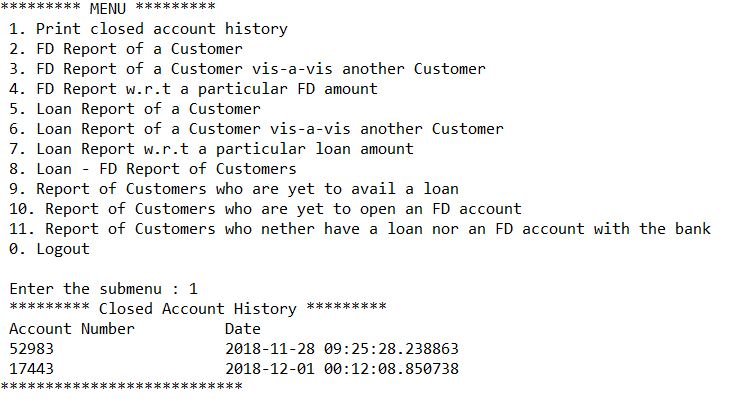 ********* MENU *********
1. Print closed account history
2. FD Report of a Customer
3. FD Report of a Customer vis-a-vis another Customer
4. FD Report w.r.t a particular FD amount
5. Loan Report of a Customer
6. Loan Report of a Customer vis-a-vis another Customer
7. Loan Report w.r.t a particular loan amount
8. Loan - FD Report of Customers
9. Report of Customers who are yet to avail a loan
10. Report of Customers who are yet to open an FD account
11. Report of Customers who nether have a loan nor an FD account with the bank
0. Logout
Enter the submenu : 1
********* Closed Account History *********
Account Number Date
52983 2018-11-28 09:25:28.238863
17443 2018-12-01 00:12:08.850738
***************************